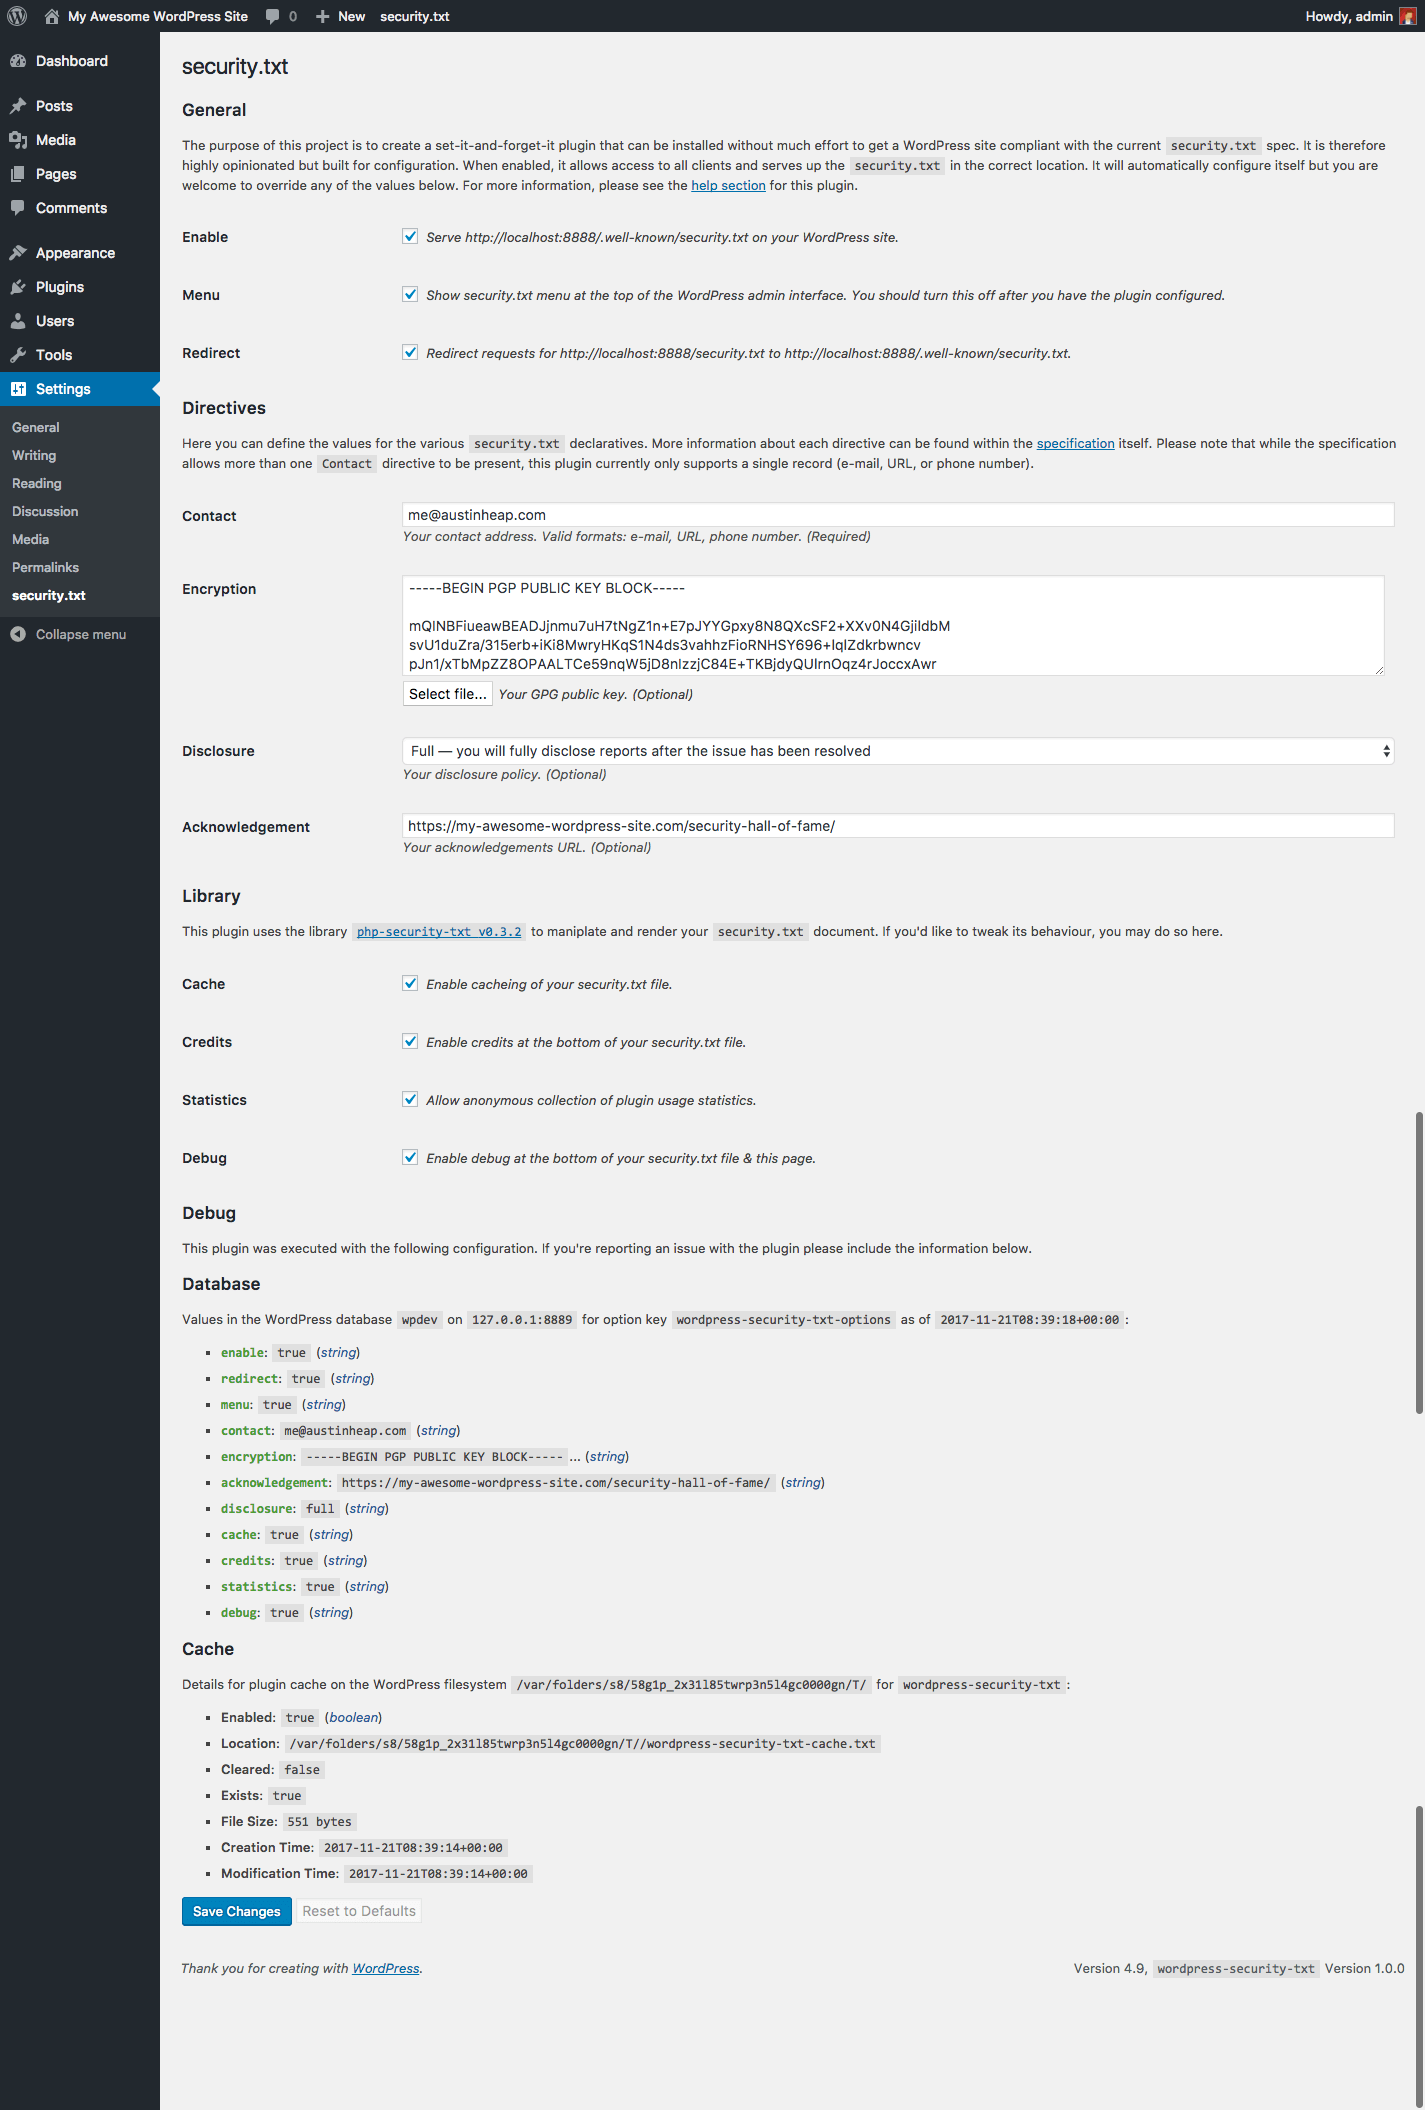 My Awesome WordPress Site 0 New security.txt Howdy, admin
Dashboard
Posts
Media
Pages
Comments
Appearance
Plugins
Users
Tools
Settings
General
Writing
Reading
Discussion
Media
Permalinks
security.txt
Collapse menu
security.txt
General
The purpose of this project is to create a set-it-and-forget-it plugin that can be installed without much effort to get a WordPress site compliant with the current security.txt spec. It is therefore
highly opinionated but built for configuration. When enabled, it allows access to all clients and serves up the security.txt in the correct location. It will automatically configure itself but you are
welcome to override any of the values below. For more information, please see the help section for this plugin.
Enable Serve http://localhost:8888/.well-known/security.txt on your WordPress site.
Menu Show security.txt menu at the top of the WordPress admin interface. You should turn this off after you have the plugin configured.
Redirect Redirect requests for http://localhost:8888/security.txt to http://localhost:8888/.well-known/security.txt.
Directives
Here you can define the values for the various security.txt declaratives. More information about each directive can be found within the specification itself. Please note that while the specification
allows more than one Contact directive to be present, this plugin currently only supports a single record (e-mail, URL, or phone number).
Contact me@austinheap.com
Your contact address. Valid formats: e-mail, URL, phone number. (Required)
Encryption -----BEGIN PGP PUBLIC KEY BLOCK-----
svU1duZra/315erb+iKi8MwryHKqS1N4ds3vahhzFioRNHSY696+IqlZdkrbwncv
Select file... Your GPG public key. (Optional)
Disclosure Full — you will fully disclose reports after the issue has been resolved
Your disclosure policy. (Optional)
Acknowledgement https://my-awesome-wordpress-site.com/security-hall-of-fame/
Your acknowledgements URL. (Optional)
Library
This plugin uses the library php-security-txt v0.3.2 to maniplate and render your security.txt document. If you'd like to tweak its behaviour, you may do so here.
Cache Enable cacheing of your security.txt file.
Credits Enable credits at the bottom of your security.txt file.
Statistics Allow anonymous collection of plugin usage statistics.
Debug Enable debug at the bottom of your security.txt file & this page.
Debug
This plugin was executed with the following configuration. If you're reporting an issue with the plugin please include the information below.
Database
Values in the WordPress database wpdev on 127.0.0.1:8889 for option key wordpress-security-txt-options as of 2017-11-21T08:39:18+00:00 :
enable: true (string)
redirect: true (string)
menu: true (string)
contact: me@austinheap.com (string)
encryption: -----BEGIN PGP PUBLIC KEY BLOCK----- ... (string)
acknowledgement: https://my-awesome-wordpress-site.com/security-hall-of-fame/ (string)
disclosure: full (string)
cache: true (string)
credits: true (string)
statistics: true (string)
debug: true (string)
Cache
Details for plugin cache on the WordPress filesystem /var/folders/s8/58g1p_2x31l85twrp3n5l4gc0000gn/T/ for wordpress-security-txt :
Enabled: true (boolean)
Location: /var/folders/s8/58g1p_2x31l85twrp3n5l4gc0000gn/T//wordpress-security-txt-cache.txt
Cleared: false
Exists: true
File Size: 551 bytes
Creation Time: 2017-11-21T08:39:14+00:00
Modification Time: 2017-11-21T08:39:14+00:00
Save Changes Reset to Defaults
Thank you for creating with WordPress. Version 4.9, wordpress-security-txt Version 1.0.0